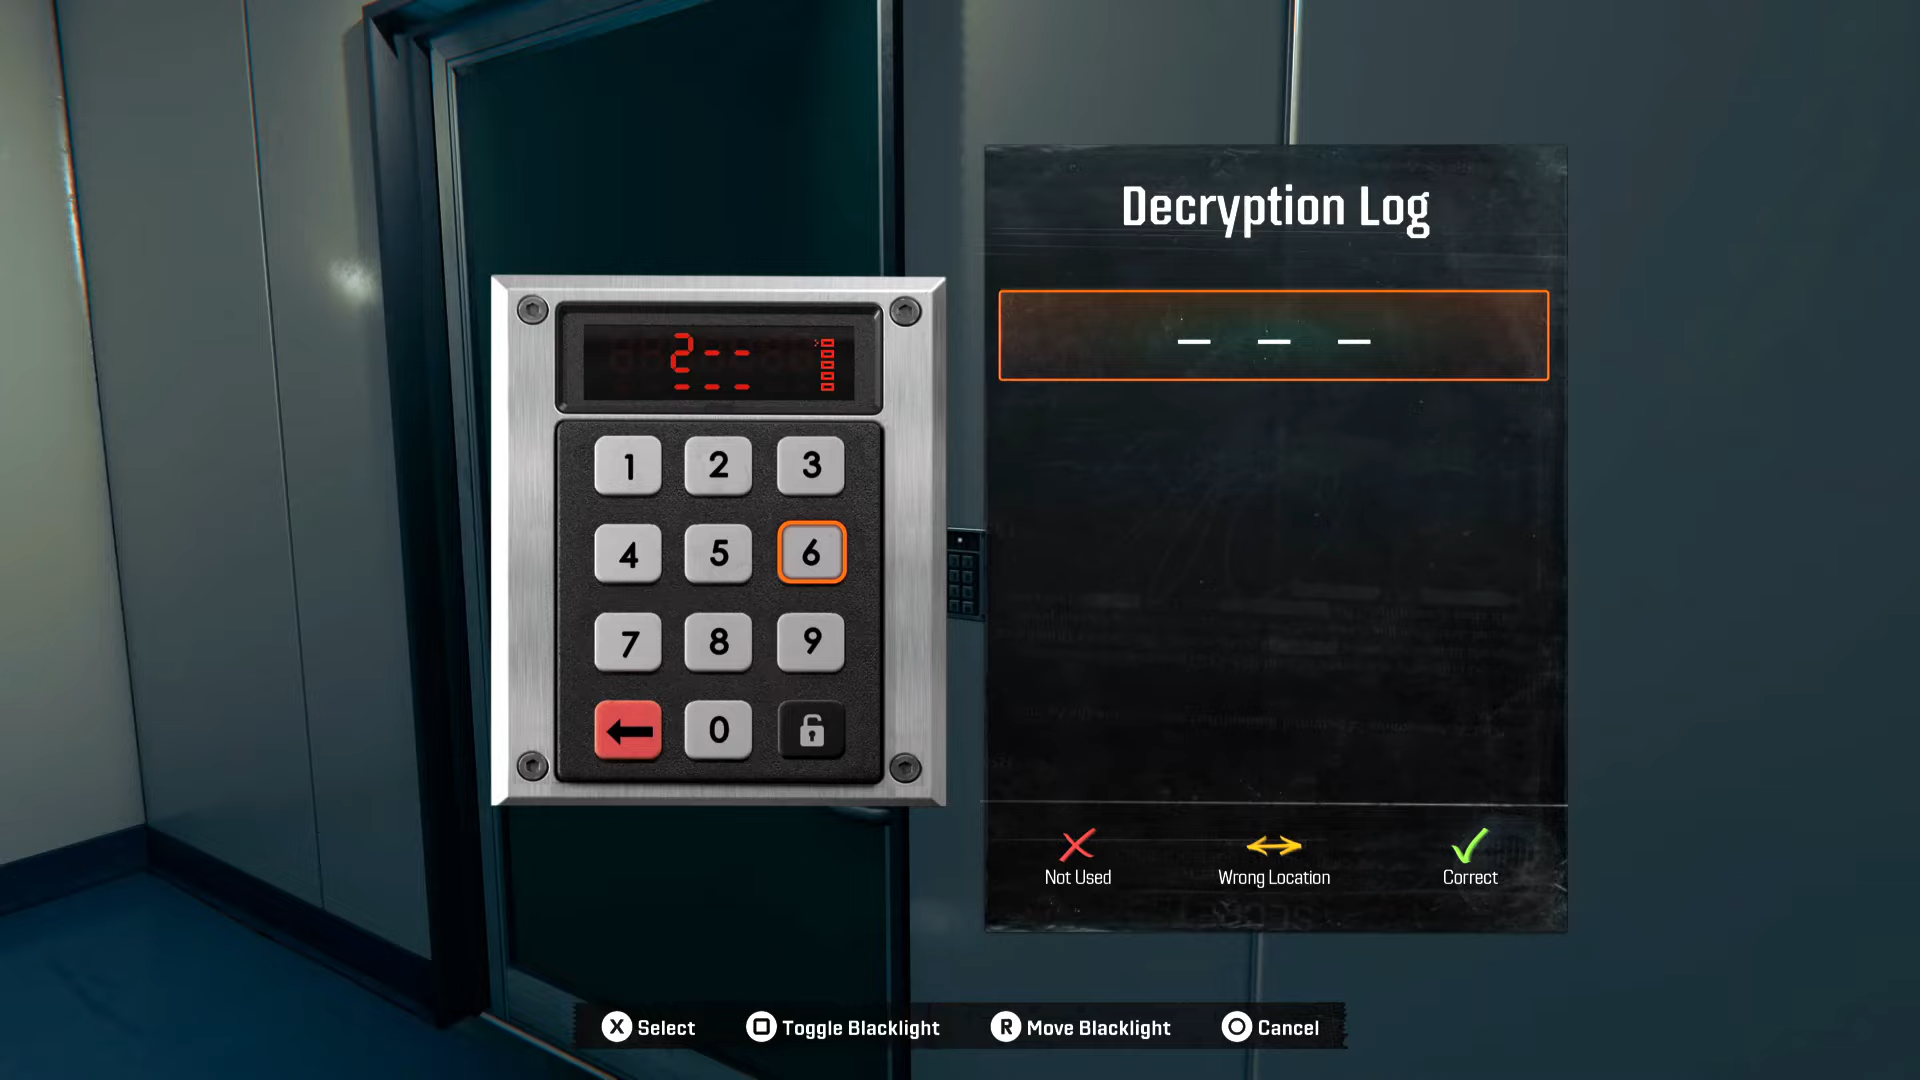 Decryption Log
2--
---
1 2 3
4 5 6
7 8 9
0
Not Used
Wrong Location
Correct
X Select
Toggle Blacklight
R Move Blacklight
Cancel